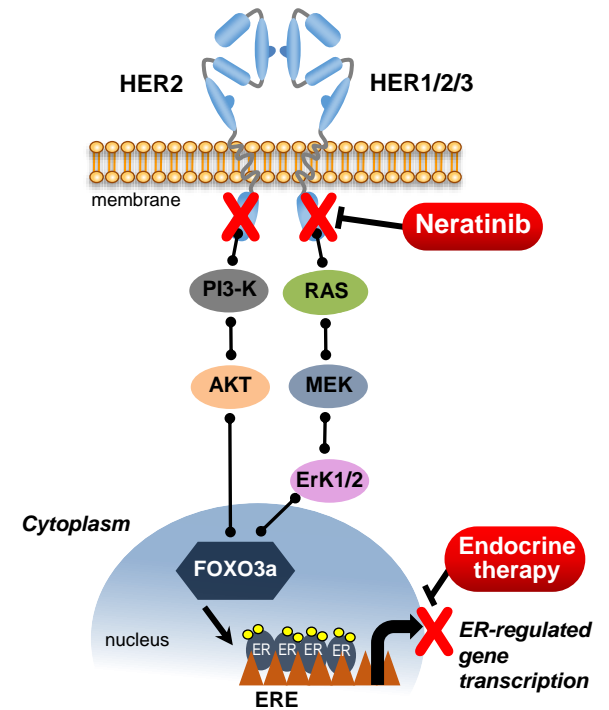 HER2
HER1/2/3
membrane
Neratinib
PI3-K
RAS
AKT
MEK
ErK1/2
Cytoplasm
FOXO3a
Endocrine
therapy
nucleus
ER
ER
ER
ER
ER-regulated
gene
transcription
ERE